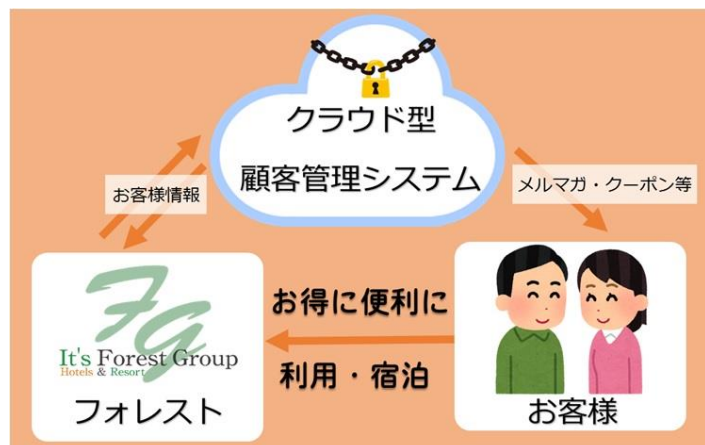 クラウド型
顧客管理システム
お客様情報
メルマガ・クーポン等
FG
It's Forest Group
Hotels & Resort
フォレスト
お得に便利に
利用・宿泊
お客様